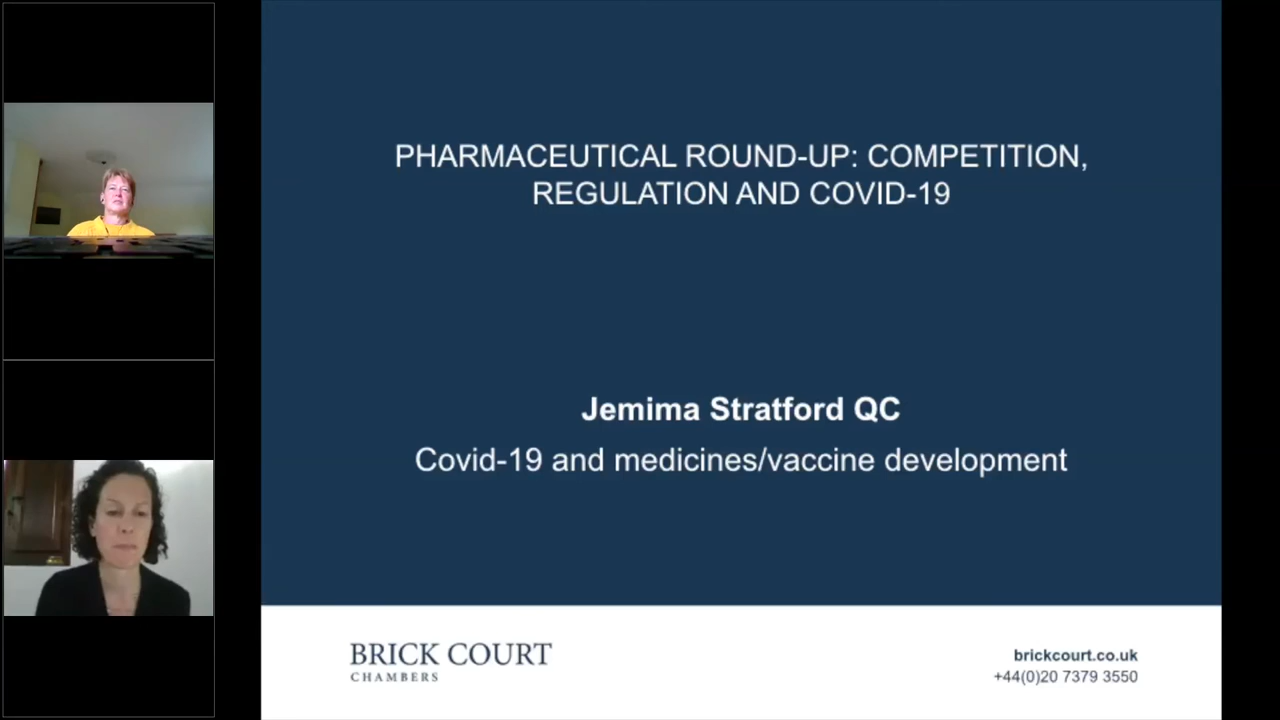 PHARMACEUTICAL ROUND-UP: COMPETITION,
REGULATION AND COVID-19
Jemima Stratford QC
Covid-19 and medicines/vaccine development
BRICK COURT
CHAMBERS
brickcourt.co.uk
+44(0)20 7379 3550